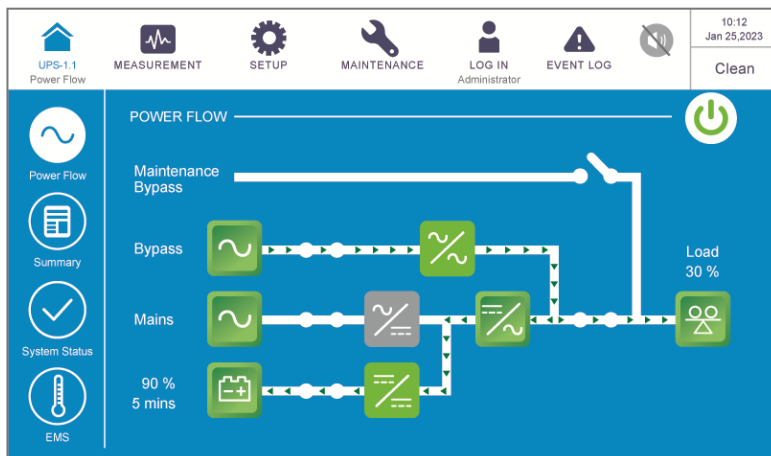 10:12
Jan 25,2023
UPS-1.1
Power Flow
MEASUREMENT
SETUP
MAINTENANCE
LOG IN
Administrator
EVENT LOG
Clean
POWER FLOW
Power Flow
Maintenance
Bypass
Bypass
Load
30 %
Summary
Mains
System Status
90 %
5 mins
EMS